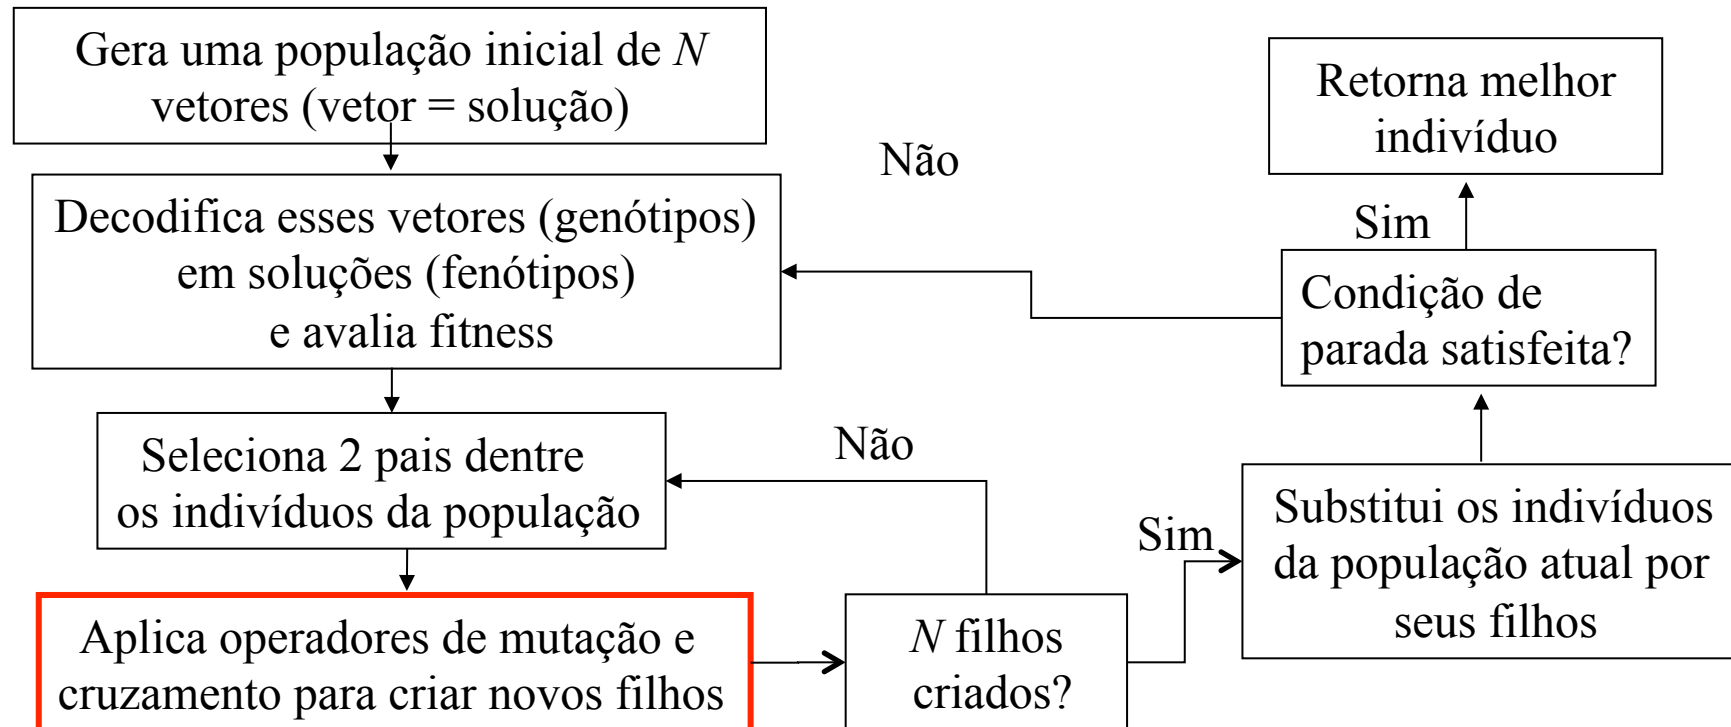 Gera uma população inicial de N
vetores (vetor = solução)
Decodifica esses vetores (genótipos)
em soluções (fenótipos)
e avalia fitness
Seleciona 2 pais dentre
os indivíduos da população
Aplica operadores de mutação e
cruzamento para criar novos filhos
N filhos
criados?
Não
Sim
Substitui os indivíduos
da população atual por
seus filhos
Condição de
parada satisfeita?
Não
Sim
Retorna melhor
indivíduo